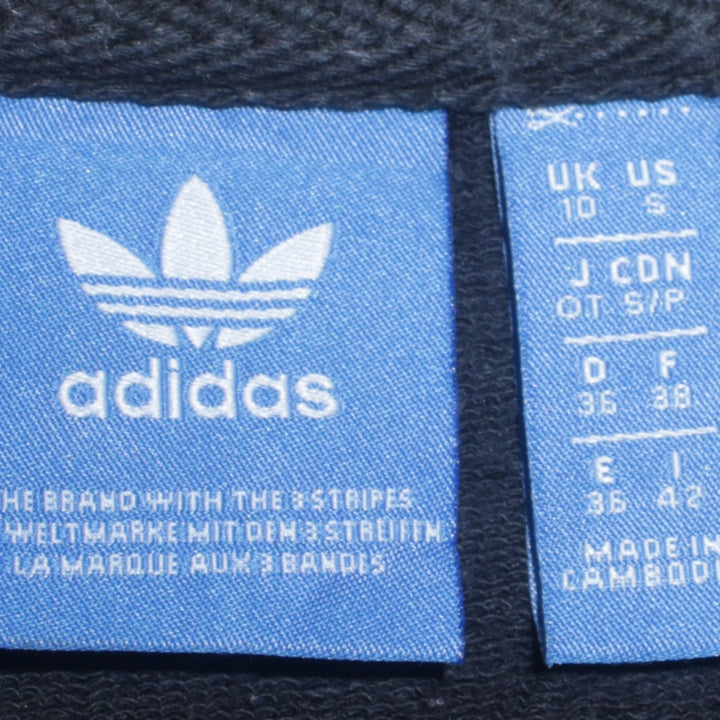 adidas
THE BRAND WITH THE 3 STRIPES
WELTMARKE MIT DEN 3 STREIFEN
LA MARQUE AUX 3 BANDES
UK US
10 S
J CDN
OT S/P
D F
36 38
E I
36 42
MADE IN
CAMBODI